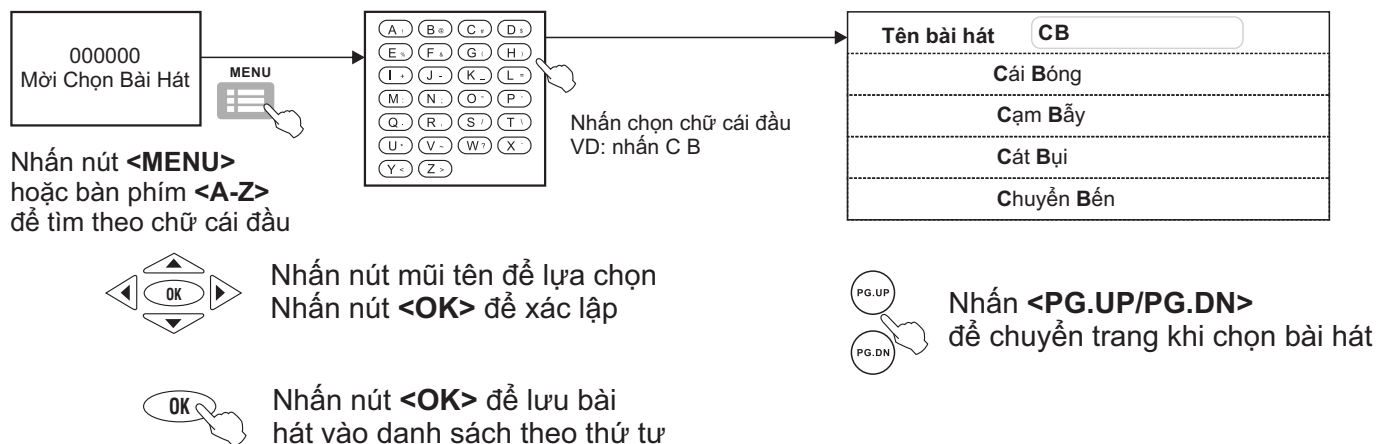 000000
Mời Chọn Bài Hát
MENU
Nhấn nút <MENU>
hoặc bàn phím <A-Z>
để tìm theo chữ cái đầu
A B C D
E F G H
I J K L
M N O P
Q R S T
U V W X
Y Z
Nhấn chọn chữ cái đầu
VD: nhấn C B
Tên bài hát CB
Cái Bóng
Cạm Bẫy
Cát Bụi
Chuyển Bến
OK
Nhấn nút mũi tên để lựa chọn
Nhấn nút <OK> để xác lập
PG.UP
PG.DN
Nhấn <PG.UP/PG.DN>
để chuyển trang khi chọn bài hát
OK
Nhấn nút <OK> để lưu bài
hát vào danh sách theo thứ tự